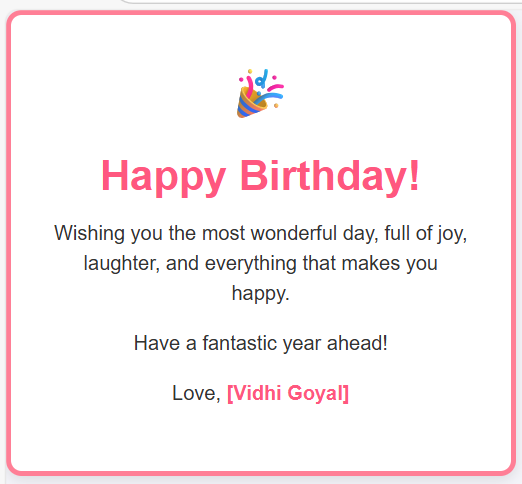 Happy Birthday!
Wishing you the most wonderful day, full of joy,
laughter, and everything that makes you
happy.
Have a fantastic year ahead!
Love, [Vidhi Goyal]